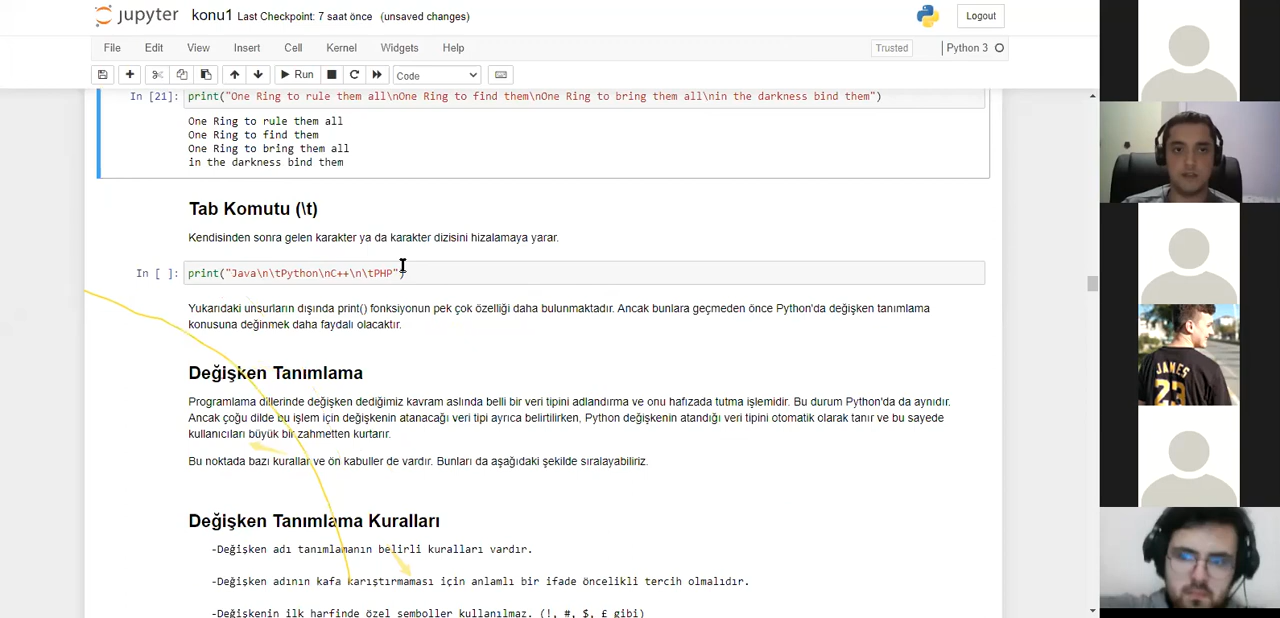 jupyter konu1 Last Checkpoint: 7 saat önce (unsaved changes) Logout
File Edit View Insert Cell Kernel Widgets Help Trusted Python 3
Run Code
In [21]: print("One Ring to rule them all\nOne Ring to find them\nOne Ring to bring them all\nin the darkness bind them")
One Ring to rule them all
One Ring to find them
One Ring to bring them all
in the darkness bind them
Tab Komutu (\t)
Kendisinden sonra gelen karakter ya da karakter dizisini hizalamaya yarar.
In [ ]: print("Java\n\tPython\nC++\n\tPHP")
Yukarıdaki unsurların dışında print() fonksiyonun pek çok özelliği daha bulunmaktadır. Ancak bunlara geçmeden önce Python'da değişken tanımlama
konusuna değinmek daha faydalı olacaktır.
Değişken Tanımlama
Programlama dillerinde değişken dediğimiz kavram aslında belli bir veri tipini adlandırma ve onu hafızada tutma işlemidir. Bu durum Python'da da aynıdır.
Ancak çoğu dilde bu işlem için değişkenin atanacağı veri tipi ayrıca belirtilirken, Python değişkenin atandığı veri tipini otomatik olarak tanır ve bu sayede
kullanıcıları büyük bir zahmetten kurtarır.
Bu noktada bazı kurallar ve ön kabuller de vardır. Bunları da aşağıdaki şekilde sıralayabiliriz.
Değişken Tanımlama Kuralları
-Değişken adı tanımlamanın belirli kuralları vardır.
-Değişken adının kafa karıştırmaması için anlamlı bir ifade öncelikli tercih olmalıdır.
-Değişkenin ilk harfinde özel semboller kullanılmaz. (!, #, $, £ gibi)
JAMES
23